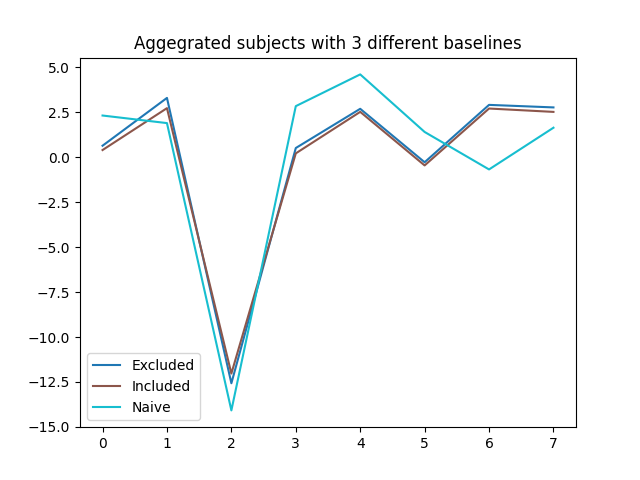 Aggegrated subjects with 3 different baselines
5.0
2.5
0.0
−2.5
−5.0
−7.5
−10.0
−12.5
−15.0
Excluded
Included
Naive
0 1 2 3 4 5 6 7